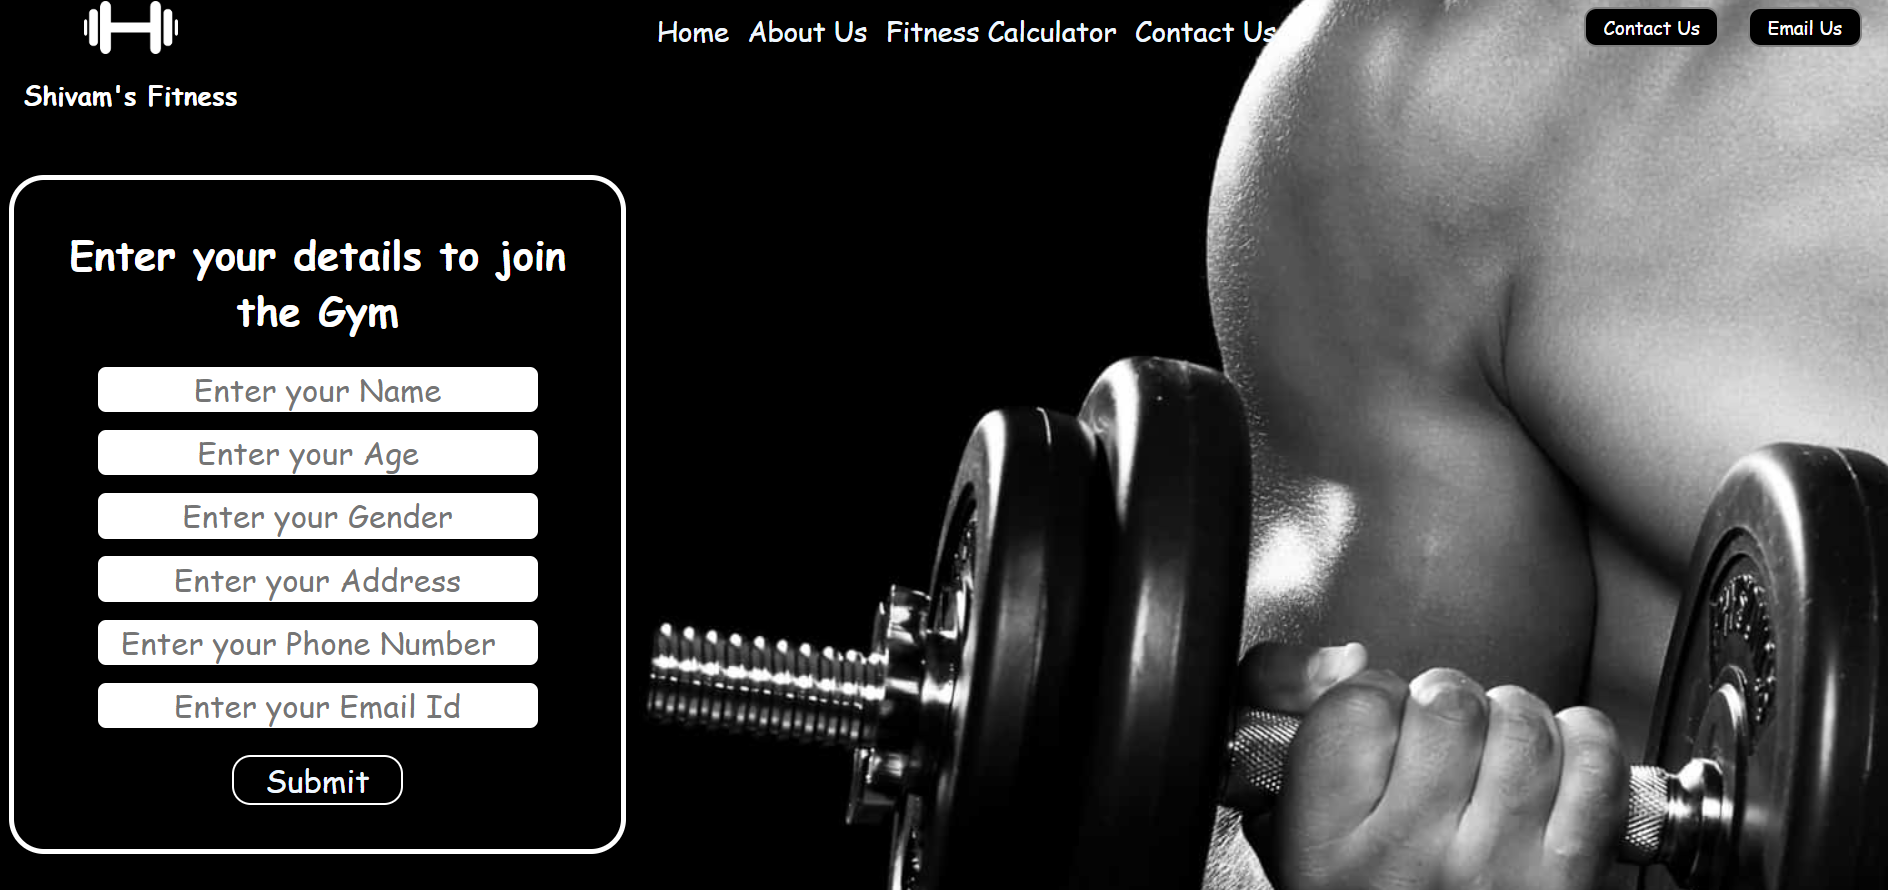 Home About Us Fitness Calculator Contact Us
Contact Us
Email Us
Shivam's Fitness
Enter your details to join
the Gym
Enter your Name
Enter your Age
Enter your Gender
Enter your Address
Enter your Phone Number
Enter your Email Id
Submit